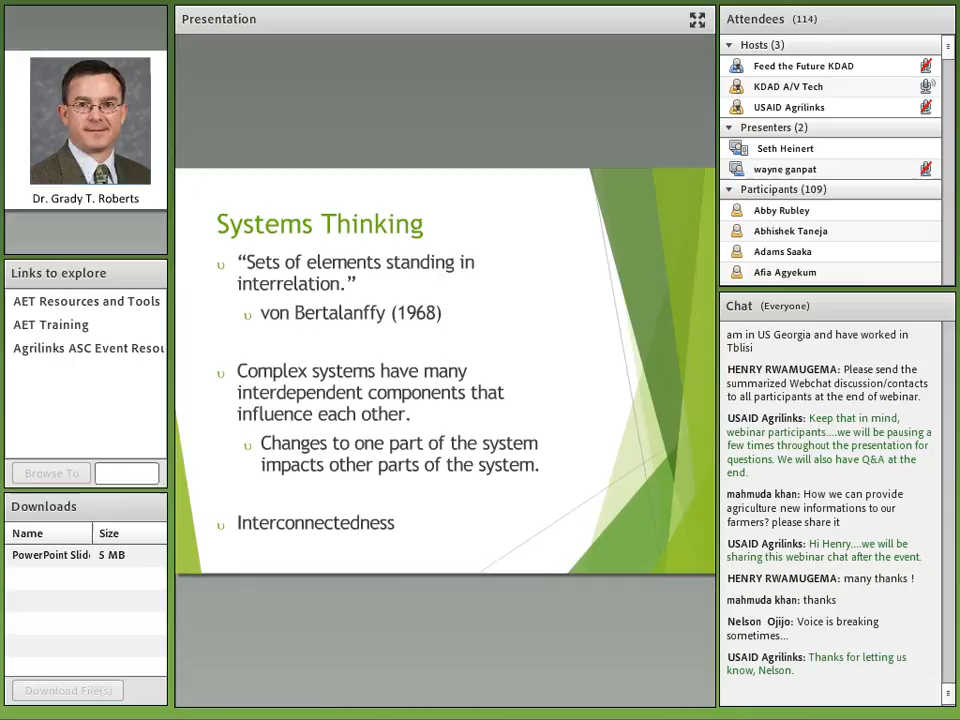 Dr. Grady T. Roberts
Links to explore
AET Resources and Tools
AET Training
Agrilinks ASC Event Resou
Browse To
Downloads
Name Size
PowerPoint Slid 5 MB
Download File(s)
Presentation
Systems Thinking
“Sets of elements standing in
interrelation.”
von Bertalanffy (1968)
Complex systems have many
interdependent components that
influence each other.
Changes to one part of the system
impacts other parts of the system.
Interconnectedness
Attendees (114)
Hosts (3)
Feed the Future KDAD
KDAD A/V Tech
USAID Agrilinks
Presenters (2)
Seth Heinert
wayne ganpat
Participants (109)
Abby Rubley
Abhishek Taneja
Adams Saaka
Afia Agyekum
Chat (Everyone)
am in US Georgia and have worked in
Tblisi
HENRY RWAMUGEMA: Please send the
summarized Webchat discussion/contacts
to all participants at the end of webinar.
USAID Agrilinks: Keep that in mind,
webinar participants....we will be pausing a
few times throughout the presentation for
questions. We will also have Q&A at the
end.
mahmuda khan: How we can provide
agriculture new informations to our
farmers? please share it
USAID Agrilinks: Hi Henry....we will be
sharing this webinar chat after the event.
HENRY RWAMUGEMA: many thanks !
mahmuda khan: thanks
Nelson Ojijo: Voice is breaking
sometimes...
USAID Agrilinks: Thanks for letting us
know, Nelson.